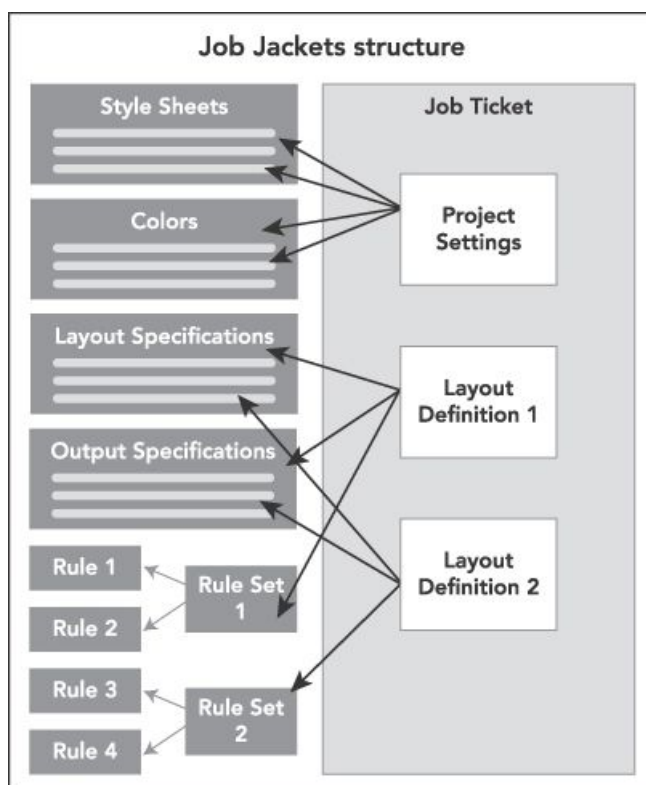 Job Jackets structure
Style Sheets
Job Ticket
Project
Settings
Colors
Layout Specifications
Layout
Definition 1
Output Specifications
Layout
Definition 2
Rule 1
Rule Set
1
Rule 2
Rule 3
Rule Set
2
Rule 4